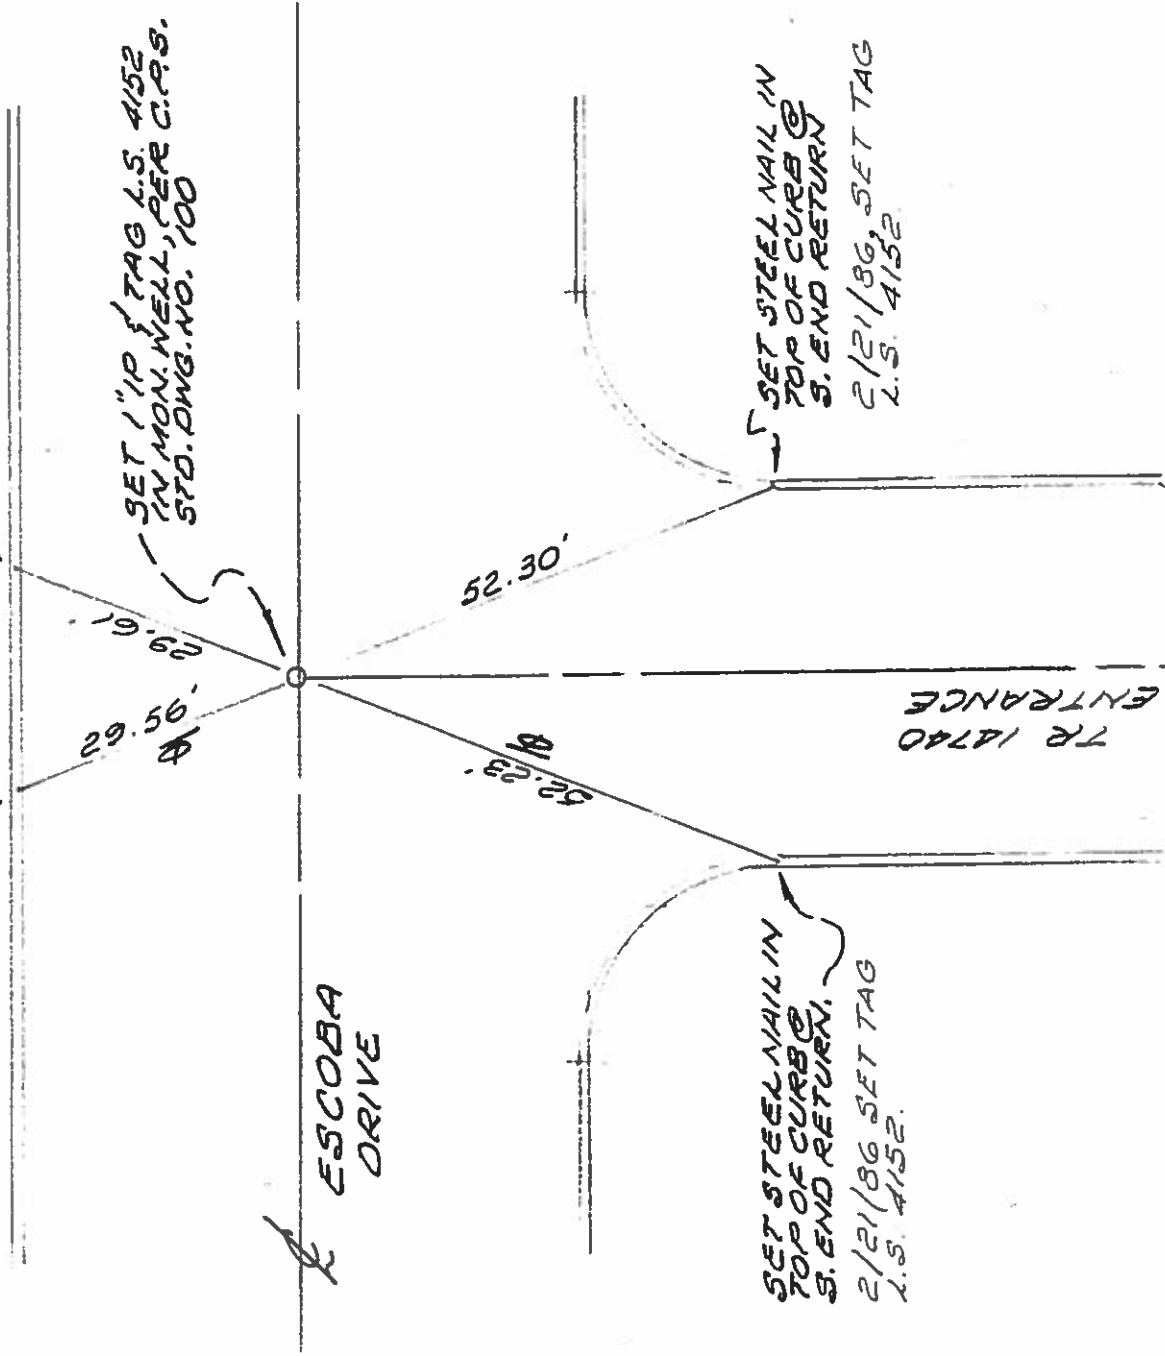 SET 1" IP & TAG L.S. 4152
IN MON. WELL, PER C.P.S.
STD. DWG. NO. 100
29.56'
29.61'
52.30'
52.23'
ESCOBA
DRIVE
TR 14740
ENTRANCE
SET STEEL NAIL IN
TOP OF CURB @
S. END RETURN
2/21/86, SET TAG
L.S. 4152
SET STEEL NAIL IN
TOP OF CURB @
S. END RETURN.
2/21/86 SET TAG
L.S. 4152.